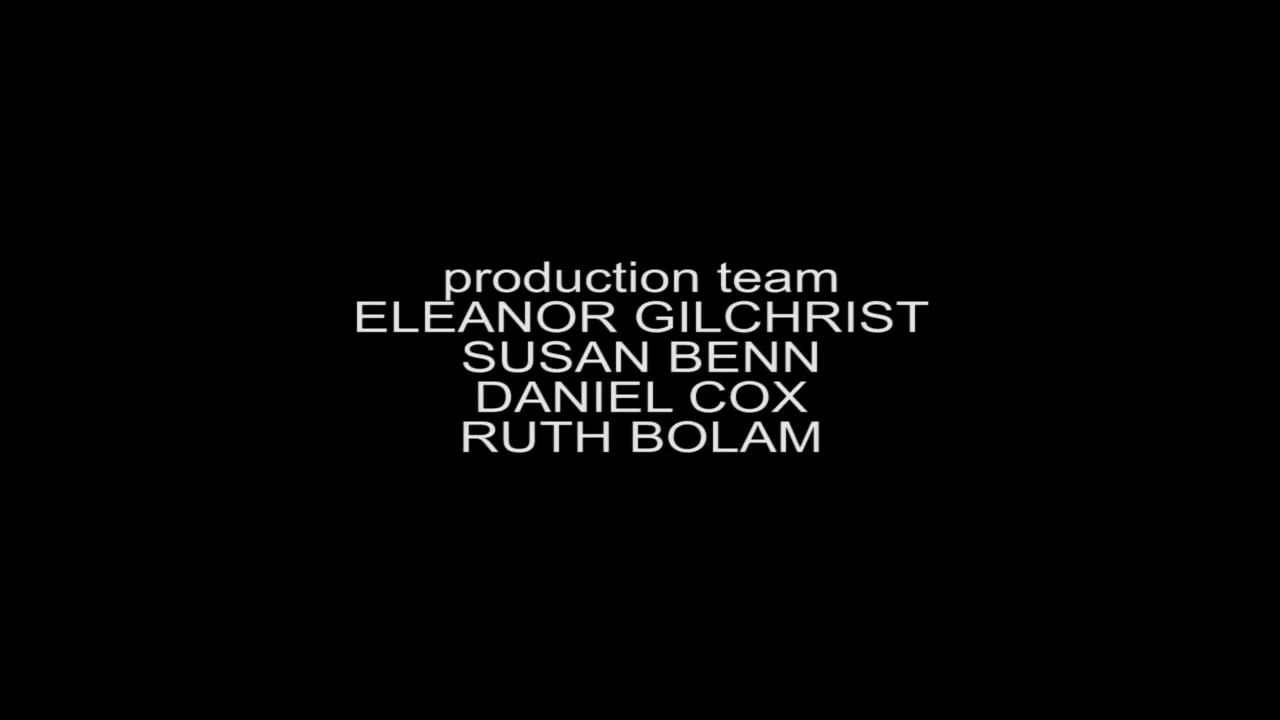 production team
ELEANOR GILCHRIST
SUSAN BENN
DANIEL COX
RUTH BOLAM